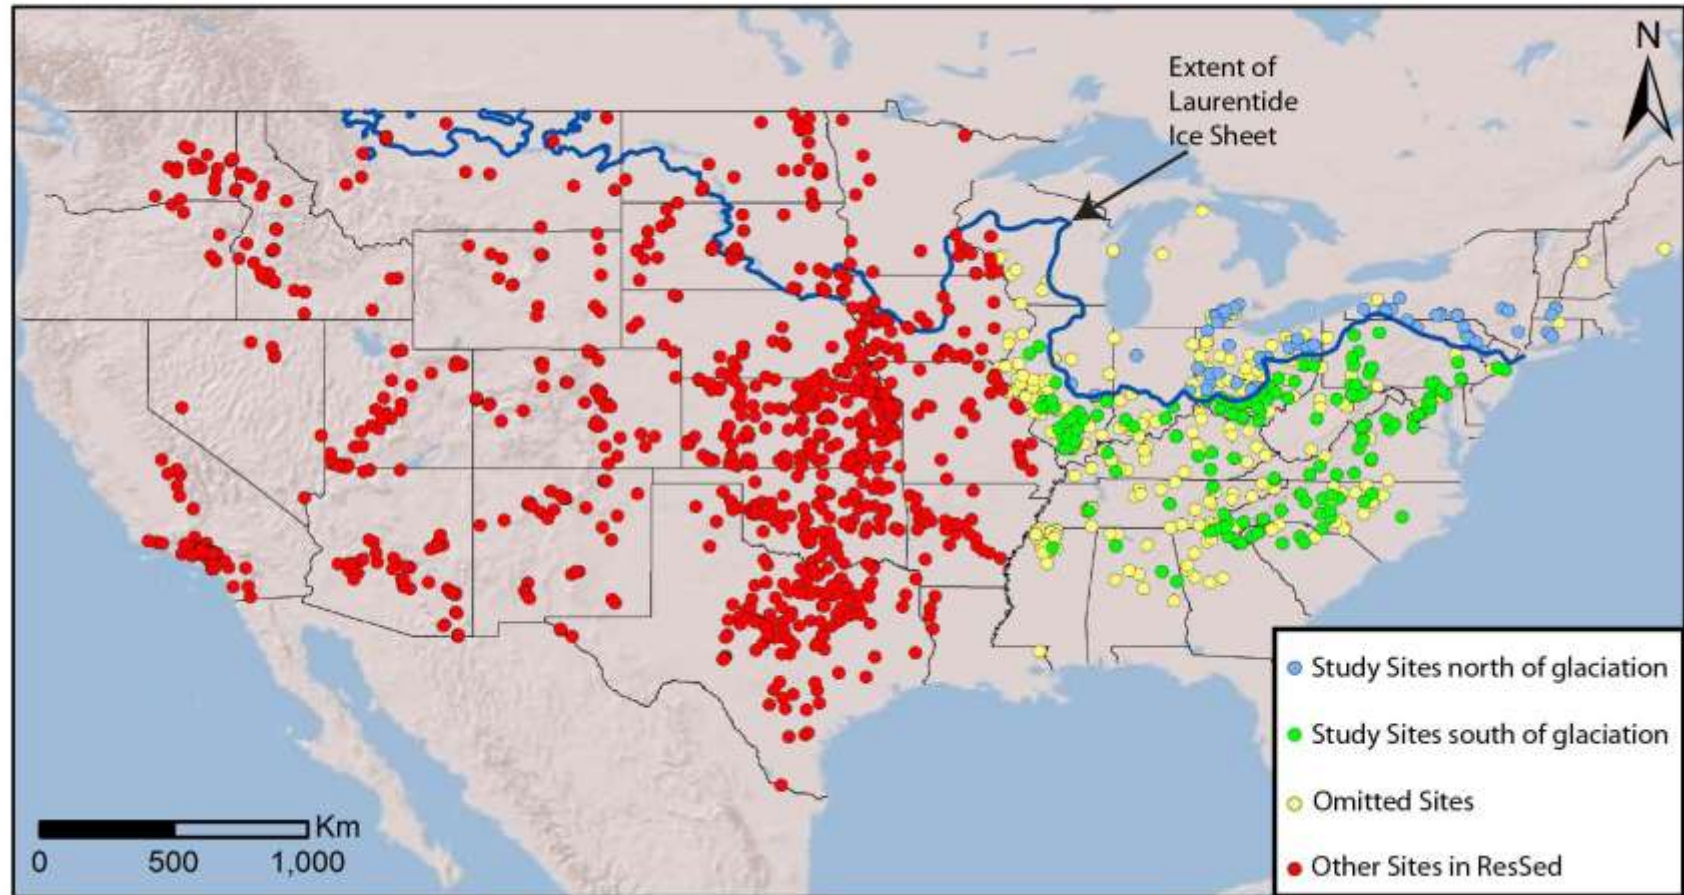 N
Extent of
Laurentide
Ice Sheet
Study Sites north of glaciation
Study Sites south of glaciation
Omitted Sites
Other Sites in ResSed
Km
0 500 1,000